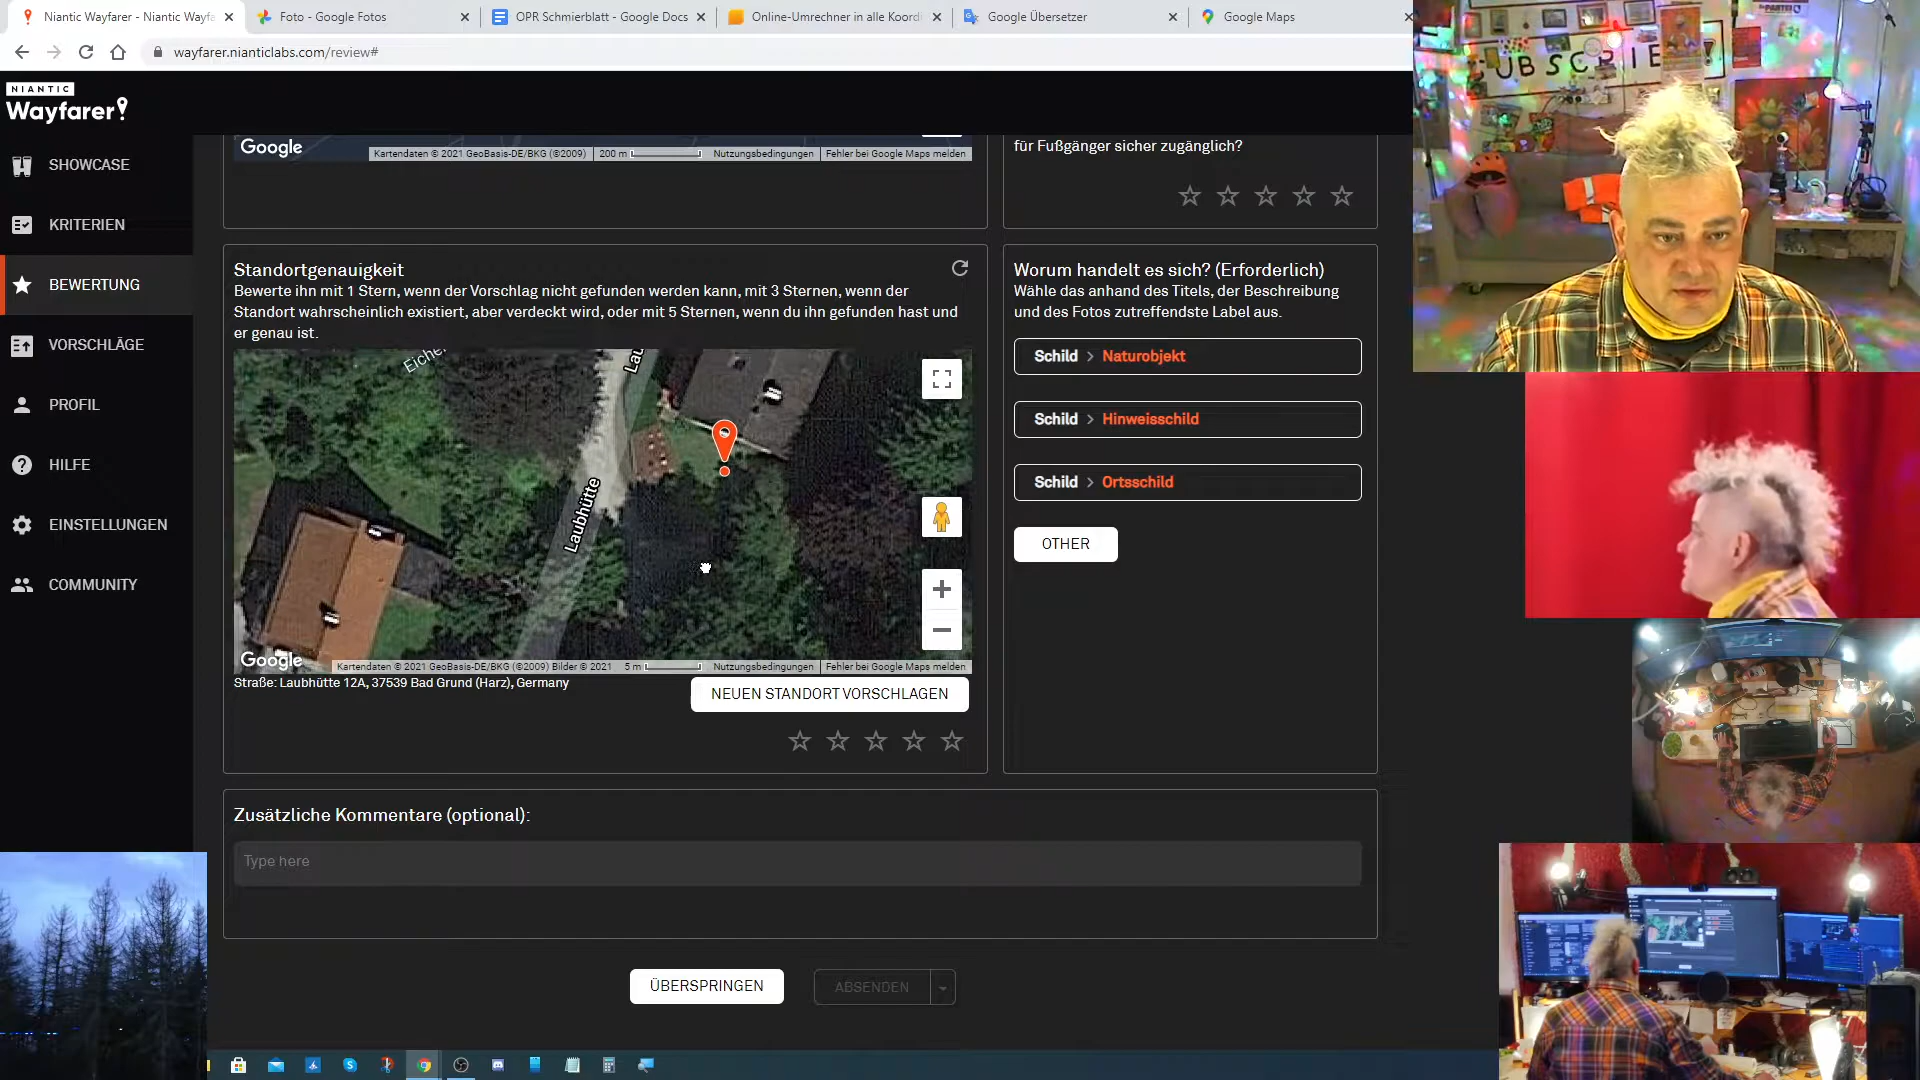 Niantic Wayfarer - Niantic Wayfa
Foto - Google Fotos
OPR Schmierblatt - Google Docs
Online-Umrechner in alle Koordi
Google Übersetzer
Google Maps
wayfarer.nianticlabs.com/review#
NIANTIC
Wayfarer
SHOWCASE
KRITERIEN
BEWERTUNG
VORSCHLÄGE
PROFIL
HILFE
EINSTELLUNGEN
COMMUNITY
Google
Kartendaten © 2021 GeoBasis-DE/BKG (©2009)
200 m
Nutzungsbedingungen
Fehler bei Google Maps melden
für Fußgänger sicher zugänglich?
Standortgenauigkeit
Bewerte ihn mit 1 Stern, wenn der Vorschlag nicht gefunden werden kann, mit 3 Sternen, wenn der
Standort wahrscheinlich existiert, aber verdeckt wird, oder mit 5 Sternen, wenn du ihn gefunden hast und
er genau ist.
Eicher
Lau
Laubhütte
Google
Kartendaten © 2021 GeoBasis-DE/BKG (©2009) Bilder © 2021
5 m
Nutzungsbedingungen
Fehler bei Google Maps melden
Straße: Laubhütte 12A, 37539 Bad Grund (Harz), Germany
NEUEN STANDORT VORSCHLAGEN
Worum handelt es sich? (Erforderlich)
Wähle das anhand des Titels, der Beschreibung
und des Fotos zutreffendste Label aus.
Schild > Naturobjekt
Schild > Hinweisschild
Schild > Ortsschild
OTHER
Zusätzliche Kommentare (optional):
Type here
ÜBERSPRINGEN
ABSENDEN
UBSCRIBE